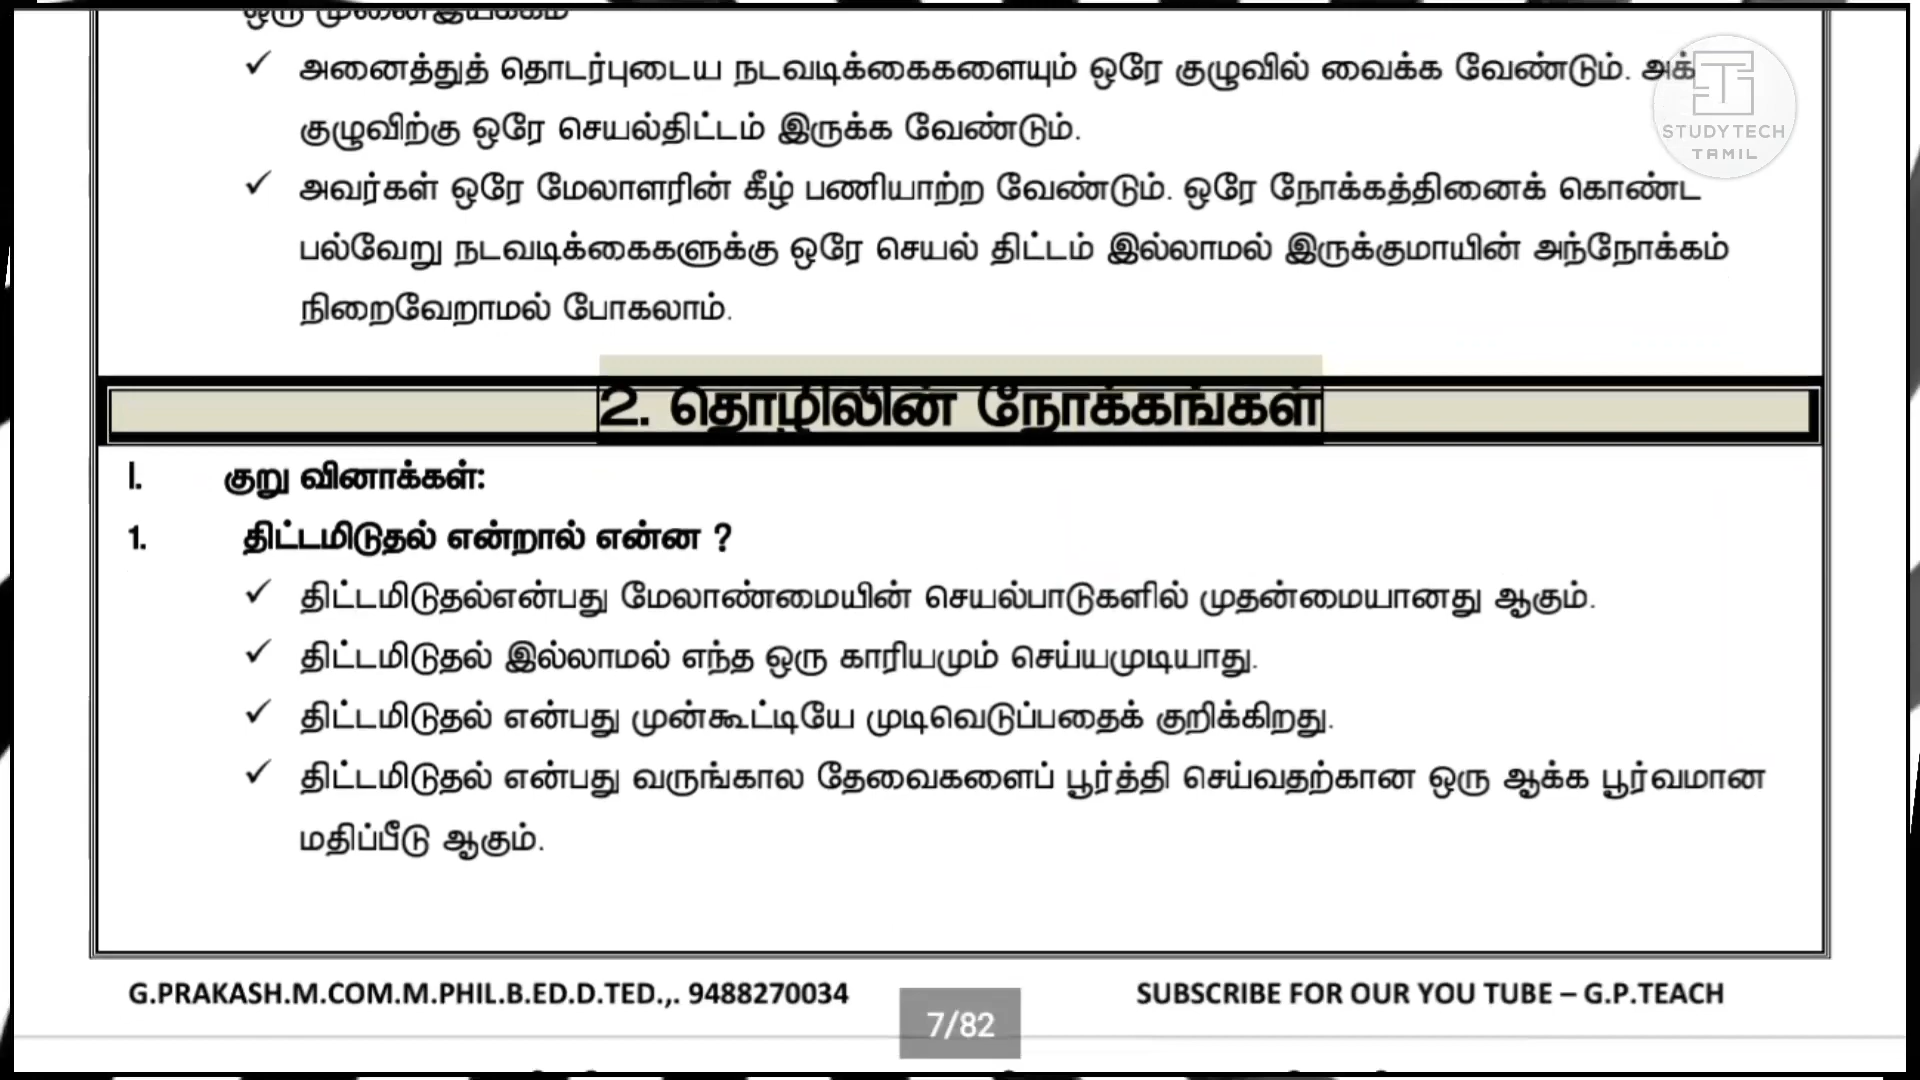 ஒரு முனைஇயக்கம்
அனைத்துத் தொடர்புடைய நடவடிக்கைகளையும் ஒரே குழுவில் வைக்க வேண்டும். அக்
குழுவிற்கு ஒரே செயல்திட்டம் இருக்க வேண்டும்.
அவர்கள் ஒரே மேலாளரின் கீழ் பணியாற்ற வேண்டும். ஒரே நோக்கத்தினைக் கொண்ட
பல்வேறு நடவடிக்கைகளுக்கு ஒரே செயல் திட்டம் இல்லாமல் இருக்குமாயின் அந்நோக்கம்
நிறைவேறாமல் போகலாம்.
STUDYTECH
TAMIL
2. தொழிலின் நோக்கங்கள்
I. குறு வினாக்கள்:
1. திட்டமிடுதல் என்றால் என்ன ?
திட்டமிடுதல்என்பது மேலாண்மையின் செயல்பாடுகளில் முதன்மையானது ஆகும்.
திட்டமிடுதல் இல்லாமல் எந்த ஒரு காரியமும் செய்யமுடியாது.
திட்டமிடுதல் என்பது முன்கூட்டியே முடிவெடுப்பதைக் குறிக்கிறது.
திட்டமிடுதல் என்பது வருங்கால தேவைகளைப் பூர்த்தி செய்வதற்கான ஒரு ஆக்க பூர்வமான
மதிப்பீடு ஆகும்.
G.PRAKASH.M.COM.M.PHIL.B.ED.D.TED.,. 9488270034 SUBSCRIBE FOR OUR YOU TUBE – G.P.TEACH
7/82